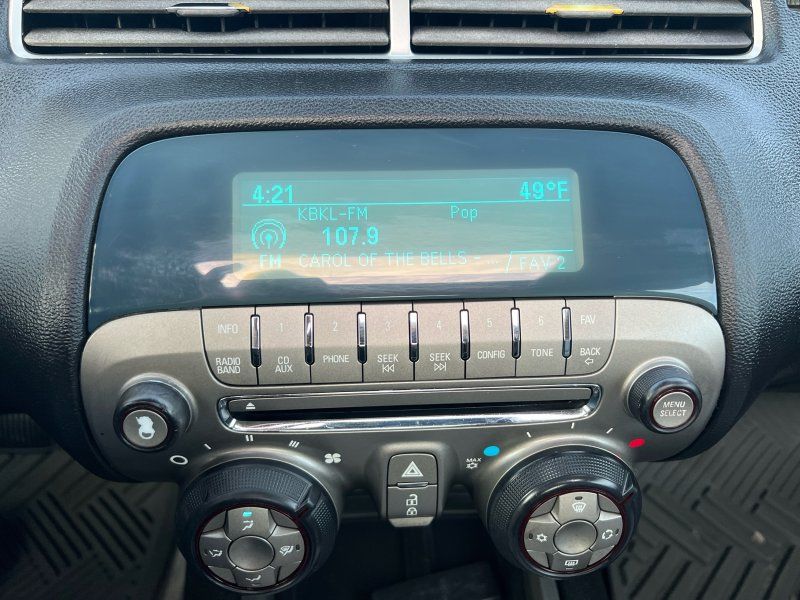 4:21 49°F
KBKL-FM Pop
107.9
FM CAROL OF THE BELLS - ... / FAV 2
INFO 1 2 3 4 5 6 FAV
RADIO BAND CD AUX PHONE SEEK SEEK CONFIG TONE BACK
MENU SELECT
MAX